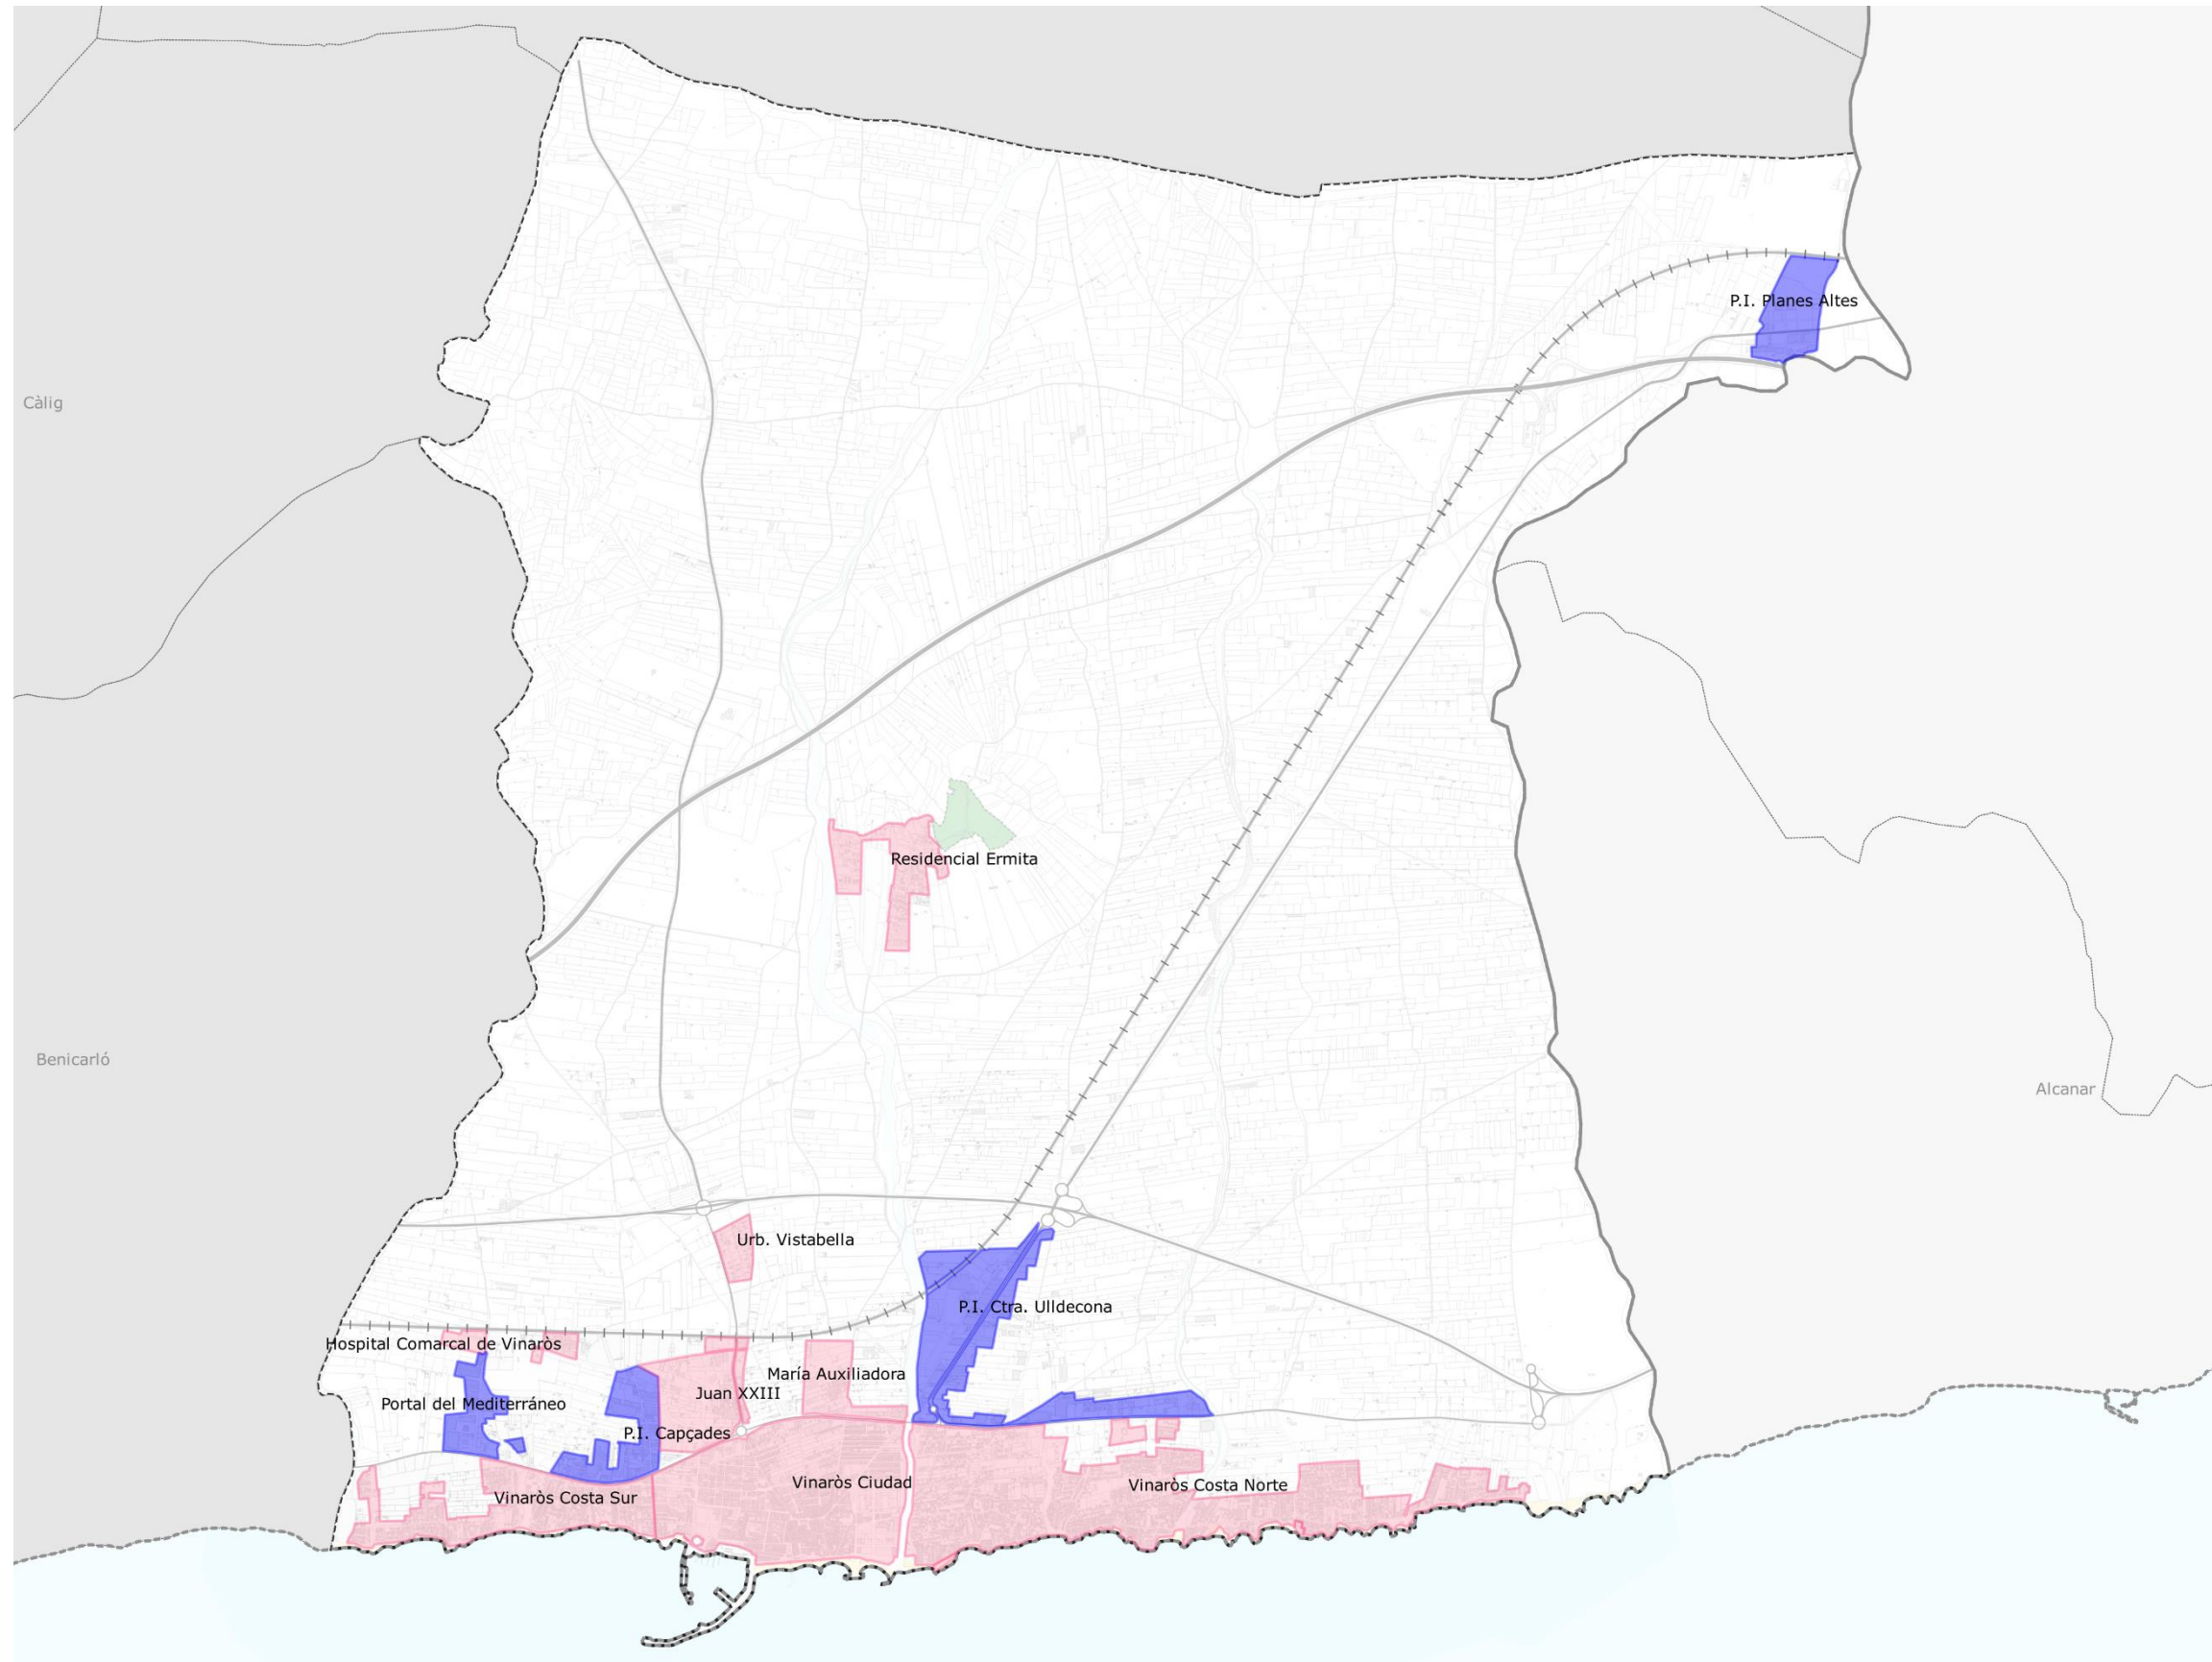 P.I. Planes Altes
Càlig
Residencial Ermita
Benicarló
Alcanar
Urb. Vistabella
P.I. Ctra. Ulldecona
Hospital Comarcal de Vinaròs
María Auxiliadora
Juan XXIII
Portal del Mediterráneo
P.I. Capçades
Vinaròs Ciudad
Vinaròs Costa Norte
Vinaròs Costa Sur